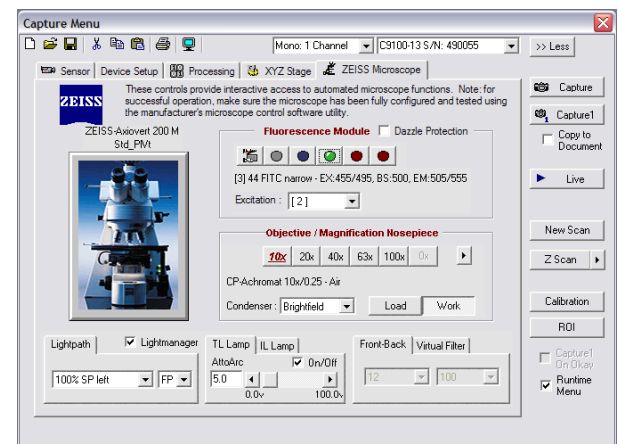 Capture Menu
Mono: 1 Channel
C9100-13 S/N: 490055
>> Less
Sensor
Device Setup
Processing
XYZ Stage
ZEISS Microscope
ZEISS
These controls provide interactive access to automated microscope functions. Note: for
successful operation, make sure the microscope has been fully configured and tested using
the microscope control software utility.
ZEISS-Axiovert 200 M
Std_PMt
Fluorescence Module
Dazzle Protection
[3] 44 FITC narrow - EX:455/495, BS:500, EM:505/555
Excitation :
[ 2 ]
Objective / Magnification Nosepiece
10x
20x
40x
63x
100x
0x
CP-Achromat 10x/0.25 - Air
Condenser :
Brightfield
Load
Work
Lightpath
Lightmanager
100% SP left
FP
TL Lamp
IL Lamp
AttoArc
On/Off
5.0
0.0v
100.0v
Front-Back
Virtual Filter
12
100
Capture
Capture1
Copy to
Document
Live
New Scan
Z Scan
Calibration
ROI
Capture1
On Okay
Runtime
Menu